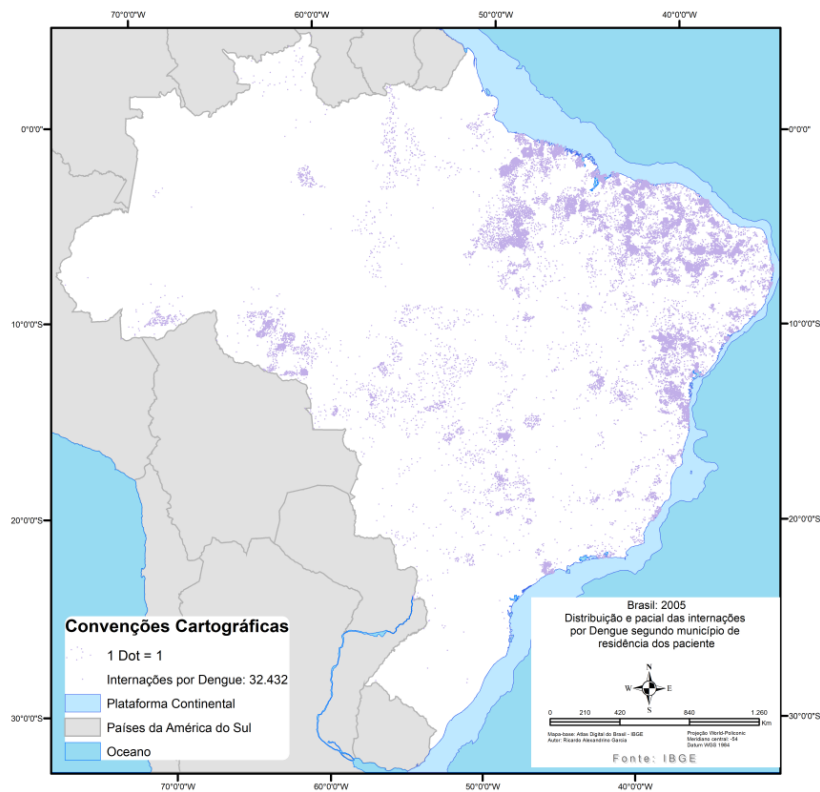 70°0'0"W 60°0'0"W 50°0'0"W 40°0'0"W
0°0'0" 0°0'0"
10°0'0"S 10°0'0"S
20°0'0"S 20°0'0"S
30°0'0"S 30°0'0"S
Convenções Cartográficas
1 Dot = 1
Internações por Dengue: 32.432
Plataforma Continental
Países da América do Sul
Oceano
Brasil: 2005
Distribuição e pacial das internações
por Dengue segundo município de
residência dos paciente
N
W E
S
0 210 420 840 1.260
Km
Mapa-base: Atlas Digital do Brasil - IBGE
Autor: Ricardo Alexandrino Garcia
Projeção World-Policonic
Meridiano central: -54
Datum WGS 1984
Fonte: IBGE
70°0'0"W 60°0'0"W 50°0'0"W 40°0'0"W